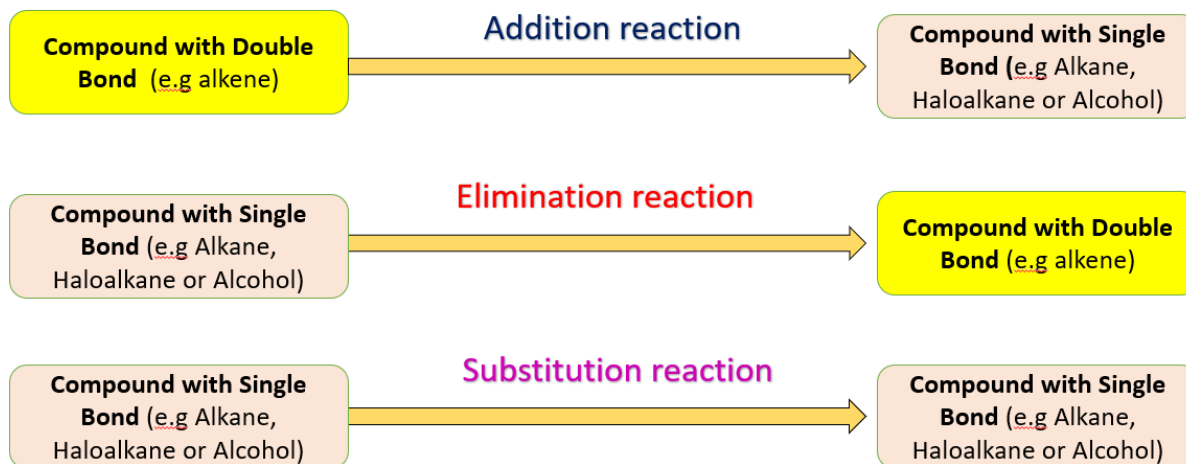 Compound with Double
Bond (e.g alkene)
Addition reaction
Compound with Single
Bond (e.g Alkane,
Haloalkane or Alcohol)
Compound with Single
Bond (e.g Alkane,
Haloalkane or Alcohol)
Elimination reaction
Compound with Double
Bond (e.g alkene)
Compound with Single
Bond (e.g Alkane,
Haloalkane or Alcohol)
Substitution reaction
Compound with Single
Bond (e.g Alkane,
Haloalkane or Alcohol)